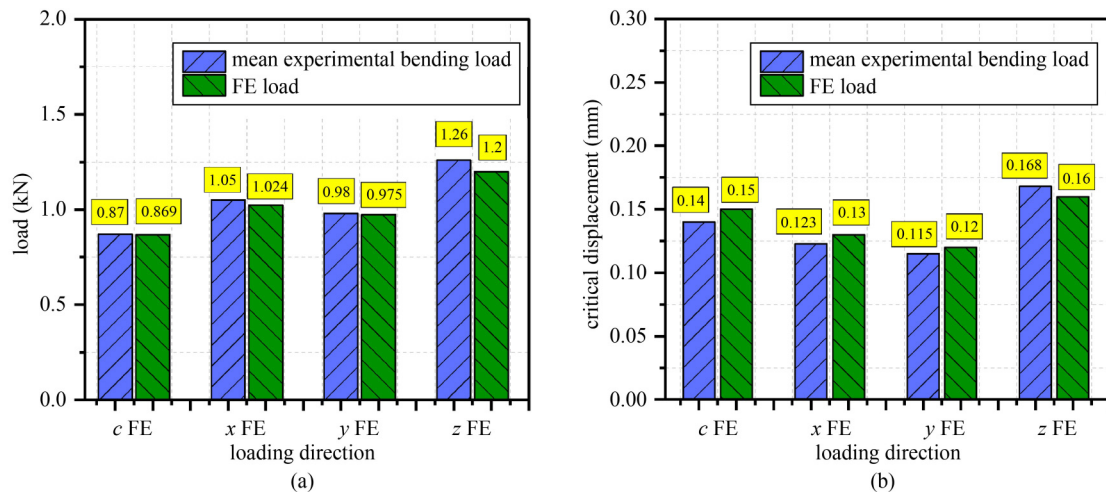 2.0
1.5
1.0
0.5
0.0
load (kN)
mean experimental bending load
FE load
0.87
0.869
1.05
1.024
0.98
0.975
1.26
1.2
c FE
x FE
y FE
z FE
loading direction
(a)
0.30
0.25
0.20
0.15
0.10
0.05
0.00
critical displacement (mm)
mean experimental bending load
FE load
0.14
0.15
0.123
0.13
0.115
0.12
0.168
0.16
c FE
x FE
y FE
z FE
loading direction
(b)